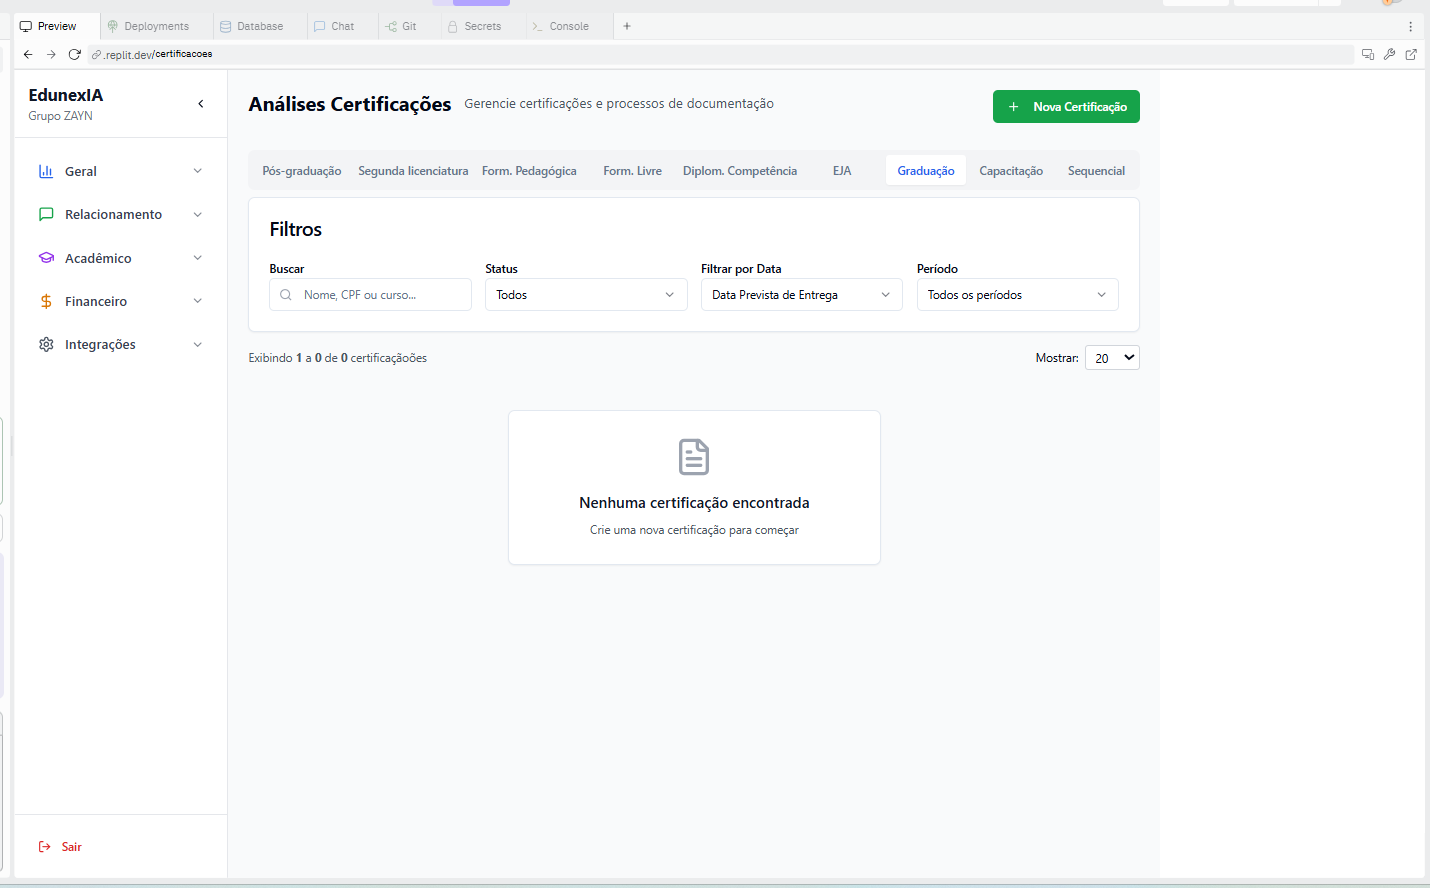 Preview
Deployments
Database
Chat
Git
Secrets
Console
.replit.dev/certificacoes
EdunexIA
Grupo ZAYN
Geral
Relacionamento
Acadêmico
Financeiro
Integrações
Sair
Análises Certificações
Gerencie certificações e processos de documentação
Nova Certificação
Pós-graduação
Segunda licenciatura
Form. Pedagógica
Form. Livre
Diplom. Competência
EJA
Graduação
Capacitação
Sequencial
Filtros
Buscar
Nome, CPF ou curso...
Status
Todos
Filtrar por Data
Data Prevista de Entrega
Período
Todos os períodos
Exibindo 1 a 0 de 0 certificaçãoões
Mostrar: 20
Nenhuma certificação encontrada
Crie uma nova certificação para começar